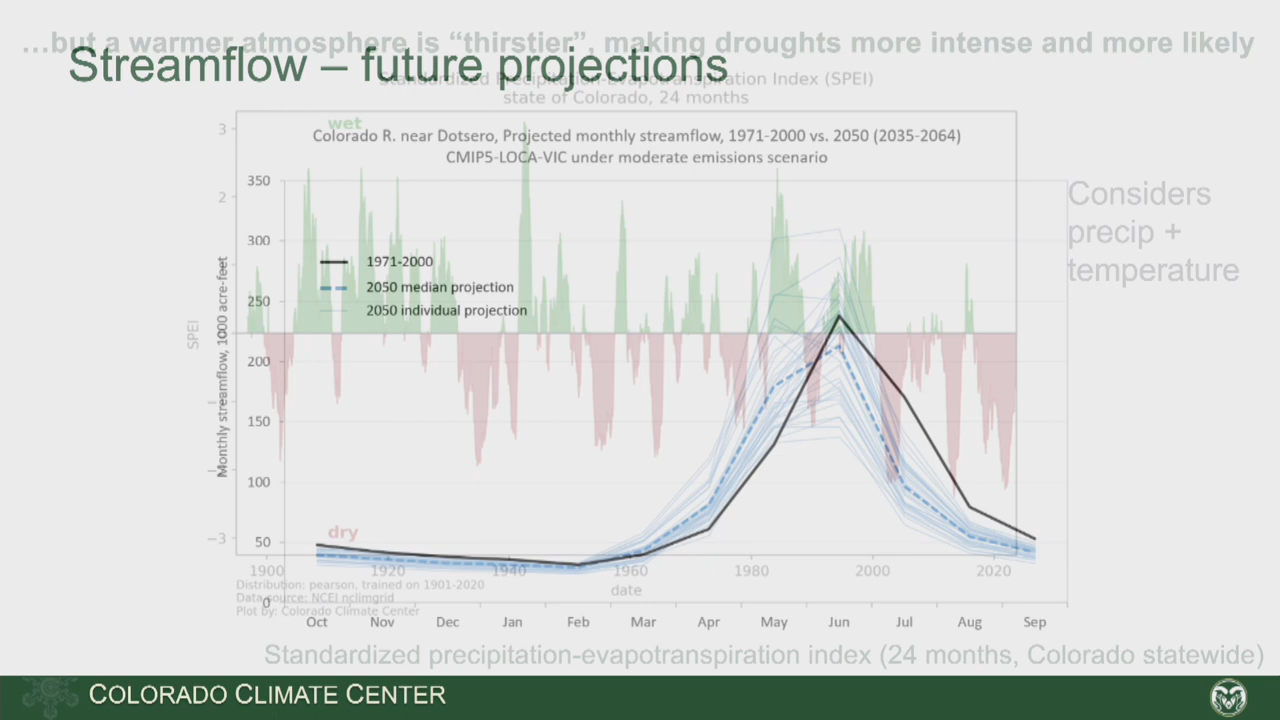 …but a warmer atmosphere is “thirstier”, making droughts more intense and more likely
Streamflow – future projections
Standardized Precipitation-Evapotranspiration Index (SPEI)
state of Colorado, 24 months
wet
Colorado R. near Dotsero, Projected monthly streamflow, 1971-2000 vs. 2050 (2035-2064)
CMIP5-LOCA-VIC under moderate emissions scenario
Considers
precip +
temperature
1971-2000
2050 median projection
2050 individual projection
Monthly streamflow, 1000 acre-feet
SPEI
3
2
−3
350
300
250
200
150
100
50
0
dry
1900 1920 1940 1960 1980 2000 2020
date
Distribution: pearson, trained on 1901-2020
Data source: NCEI nclimgrid
Plot by: Colorado Climate Center
Oct Nov Dec Jan Feb Mar Apr May Jun Jul Aug Sep
Standardized precipitation-evapotranspiration index (24 months, Colorado statewide)
COLORADO CLIMATE CENTER